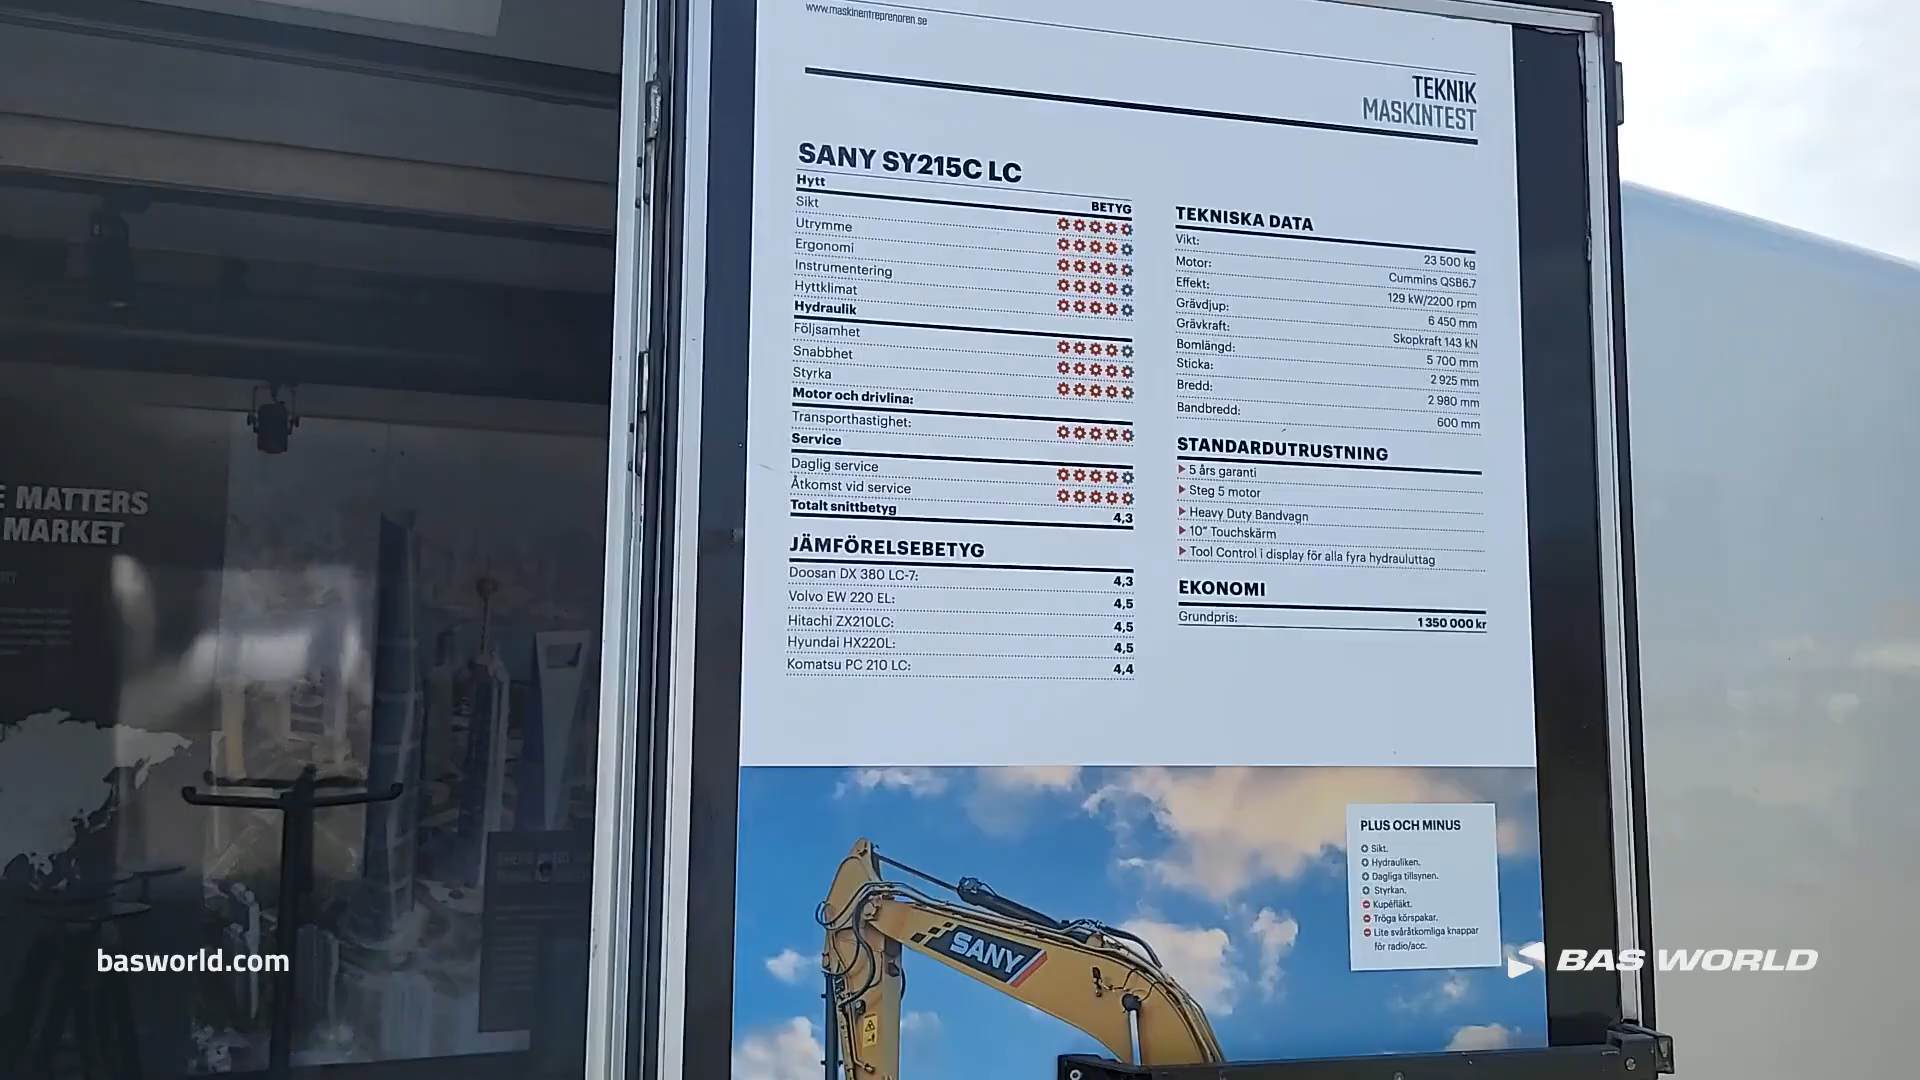 www.maskinentreprenoren.se
TEKNIK
MASKINTEST
SANY SY215C LC
Hytt
BETYG
Sikt
Utrymme
Ergonomi
Instrumentering
Hyttklimat
Hydraulik
Följsamhet
Snabbhet
Styrka
Motor och drivlina:
Transporthastighet:
Service
Daglig service
Åtkomst vid service
Totalt snittbetyg 4,3
JÄMFÖRELSEBETYG
Doosan DX 380 LC-7: 4,3
Volvo EW 220 EL: 4,5
Hitachi ZX210LC: 4,5
Hyundai HX220L: 4,5
Komatsu PC 210 LC: 4,4
TEKNISKA DATA
Vikt: 23 500 kg
Motor: Cummins QSB6.7
Effekt: 129 kW/2200 rpm
Grävdjup: 6 450 mm
Grävkraft: Skopkraft 143 kN
Bomlängd: 5 700 mm
Sticka: 2 925 mm
Bredd: 2 980 mm
Bandbredd: 600 mm
STANDARDUTRUSTNING
5 års garanti
Steg 5 motor
Heavy Duty Bandvagn
10” Touchskärm
Tool Control i display för alla fyra hydrauluttag
EKONOMI
Grundpris: 1 350 000 kr
PLUS OCH MINUS
Sikt.
Hydrauliken.
Dagliga tillsynen.
Styrkan.
Kupéfläkt.
Tröga körspakar.
Lite svåråtkomliga knappar
för radio/acc.
SANY
MATTERS
MARKET
basworld.com
BAS WORLD